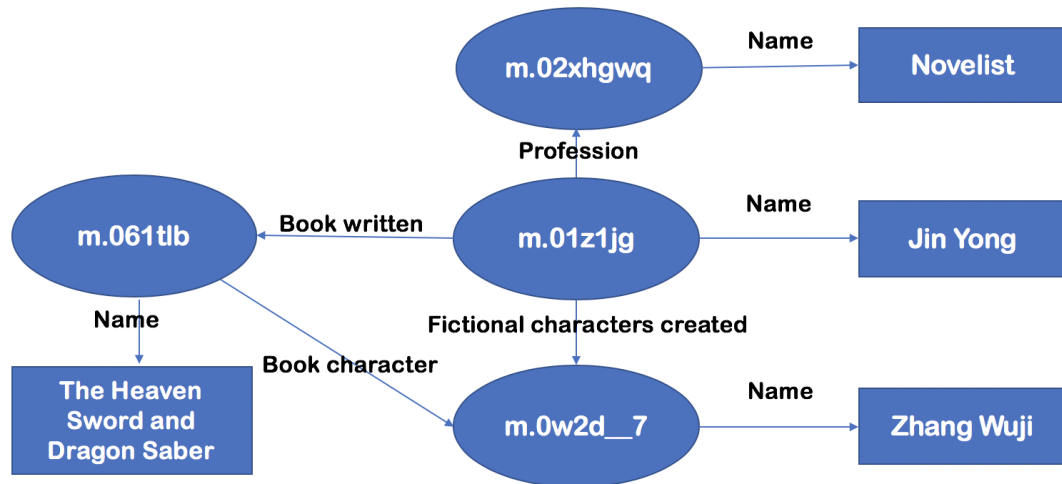 Name
m.02xhgwq
Novelist
Profession
Name
Book written
m.061tlb
m.01z1jg
Jin Yong
Name
Fictional characters created
Book character
Name
The Heaven
Sword and
Dragon Saber
m.0w2d__7
Zhang Wuji